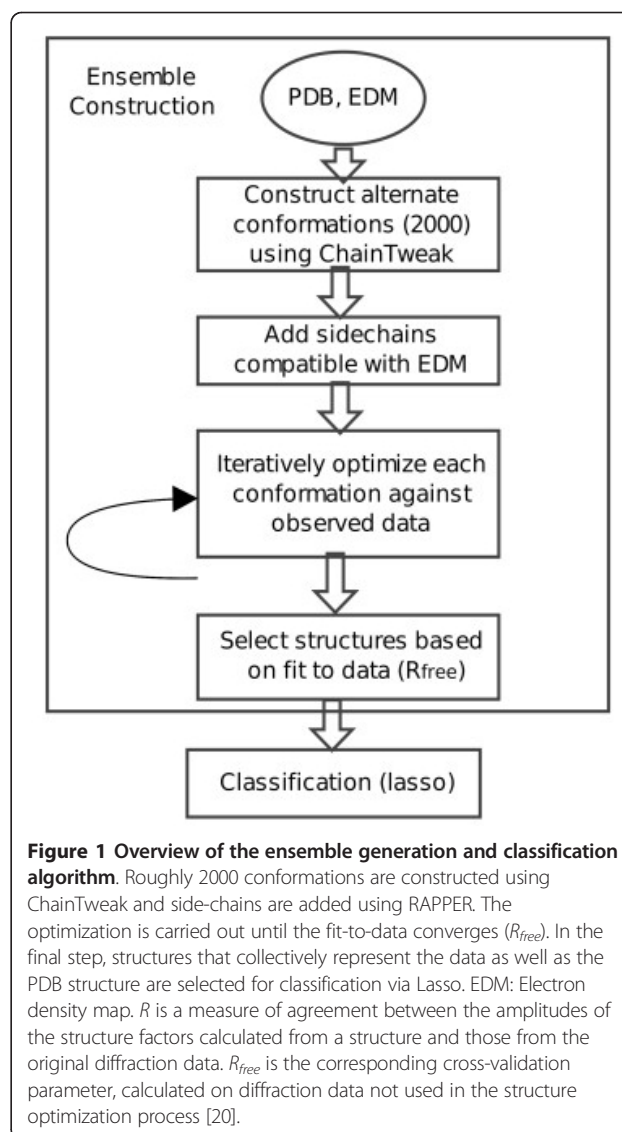 Ensemble
Construction
PDB, EDM
Construct alternate
conformations (2000)
using ChainTweak
Add sidechains
compatible with EDM
Iteratively optimize each
conformation against
observed data
Select structures based
on fit to data (Rfree)
Classification (lasso)
Figure 1 Overview of the ensemble generation and classification
algorithm. Roughly 2000 conformations are constructed using
ChainTweak and side-chains are added using RAPPER. The
optimization is carried out until the fit-to-data converges (Rfree). In the
final step, structures that collectively represent the data as well as the
PDB structure are selected for classification via Lasso. EDM: Electron
density map. R is a measure of agreement between the amplitudes of
the structure factors calculated from a structure and those from the
original diffraction data. Rfree is the corresponding cross-validation
parameter, calculated on diffraction data not used in the structure
optimization process [20].